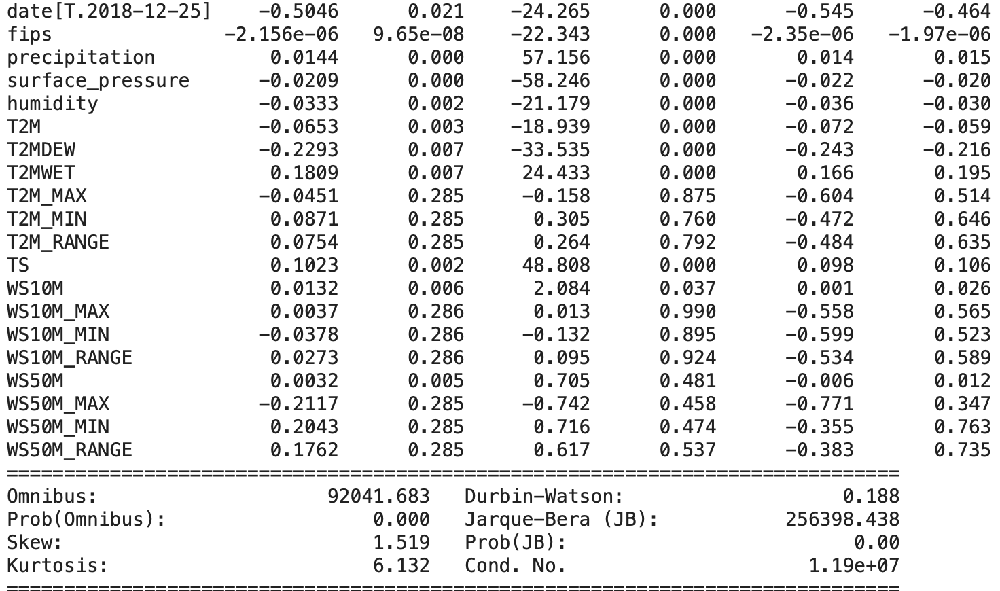 date[T.2018-12-25]    -0.5046      0.021    -24.265      0.000      -0.545      -0.464
fips               -2.156e-06   9.65e-08    -22.343      0.000   -2.35e-06   -1.97e-06
precipitation          0.0144      0.000     57.156      0.000       0.014       0.015
surface_pressure      -0.0209      0.000    -58.246      0.000      -0.022      -0.020
humidity              -0.0333      0.002    -21.179      0.000      -0.036      -0.030
T2M                   -0.0653      0.003    -18.939      0.000      -0.072      -0.059
T2MDEW                -0.2293      0.007    -33.535      0.000      -0.243      -0.216
T2MWET                 0.1809      0.007     24.433      0.000       0.166       0.195
T2M_MAX               -0.0451      0.285     -0.158      0.875      -0.604       0.514
T2M_MIN                0.0871      0.285      0.305      0.760      -0.472       0.646
T2M_RANGE              0.0754      0.285      0.264      0.792      -0.484       0.635
TS                     0.1023      0.002     48.808      0.000       0.098       0.106
WS10M                  0.0132      0.006      2.084      0.037       0.001       0.026
WS10M_MAX              0.0037      0.286      0.013      0.990      -0.558       0.565
WS10M_MIN             -0.0378      0.286     -0.132      0.895      -0.599       0.523
WS10M_RANGE            0.0273      0.286      0.095      0.924      -0.534       0.589
WS50M                  0.0032      0.005      0.705      0.481      -0.006       0.012
WS50M_MAX             -0.2117      0.285     -0.742      0.458      -0.771       0.347
WS50M_MIN              0.2043      0.285      0.716      0.474      -0.355       0.763
WS50M_RANGE            0.1762      0.285      0.617      0.537      -0.383       0.735
==============================================================================
Omnibus:                    92041.683   Durbin-Watson:                   0.188
Prob(Omnibus):                  0.000   Jarque-Bera (JB):           256398.438
Skew:                           1.519   Prob(JB):                         0.00
Kurtosis:                       6.132   Cond. No.                     1.19e+07
==============================================================================